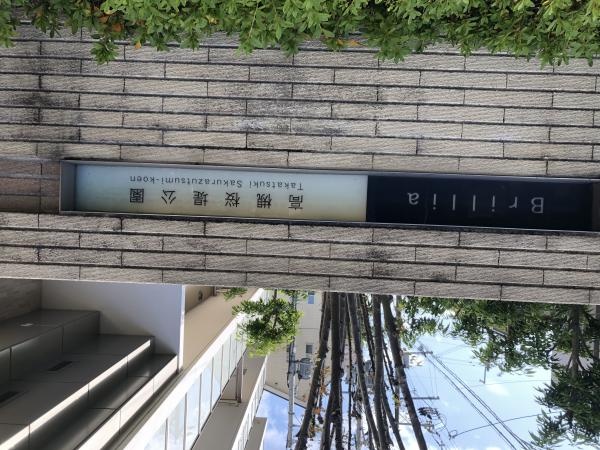 Brillia
高槻桜堤公園
Takatsuki Sakurazutsumi-koen